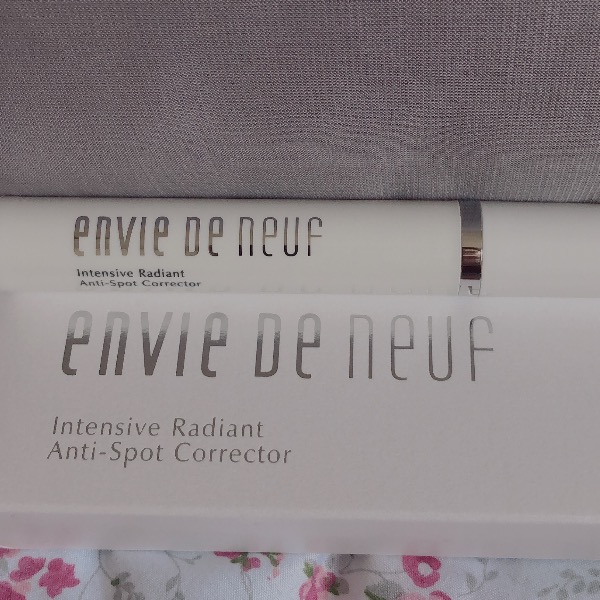 envie de neuf
Intensive Radiant
Anti-Spot Corrector
envie de neuf
Intensive Radiant
Anti-Spot Corrector